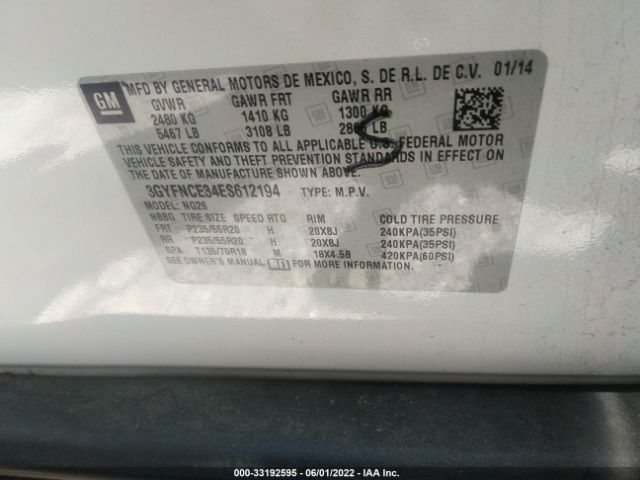 GM
MFD BY GENERAL MOTORS DE MEXICO, S. DE R.L. DE C.V. 01/14
GVWR GAWR FRT GAWR RR
2480 KG 1410 KG 1300 KG
5467 LB 3108 LB 2866 LB
THIS VEHICLE CONFORMS TO ALL APPLICABLE U.S. FEDERAL MOTOR
VEHICLE SAFETY AND THEFT PREVENTION STANDARDS IN EFFECT ON
THE DATE OF MANUFACTURE SHOWN ABOVE.
3GYFNCE34ES612194 TYPE: M.P.V.
MODEL: NG26
N8BG TIRE SIZE SPEED RTG RIM COLD TIRE PRESSURE
FRT P235/55R20 H 20X8J 240KPA(35PSI)
RR P235/55R20 H 20X8J 240KPA(35PSI)
SPA T135/70R18 M 18X4.5B 420KPA(60PSI)
SEE OWNER'S MANUAL
000-33192595 - 06/01/2022 - IAA Inc.